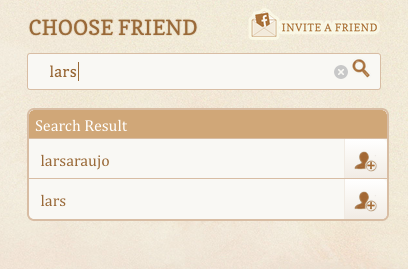 CHOOSE FRIEND
INVITE A FRIEND
lars
Search Result
larsaraujo
lars